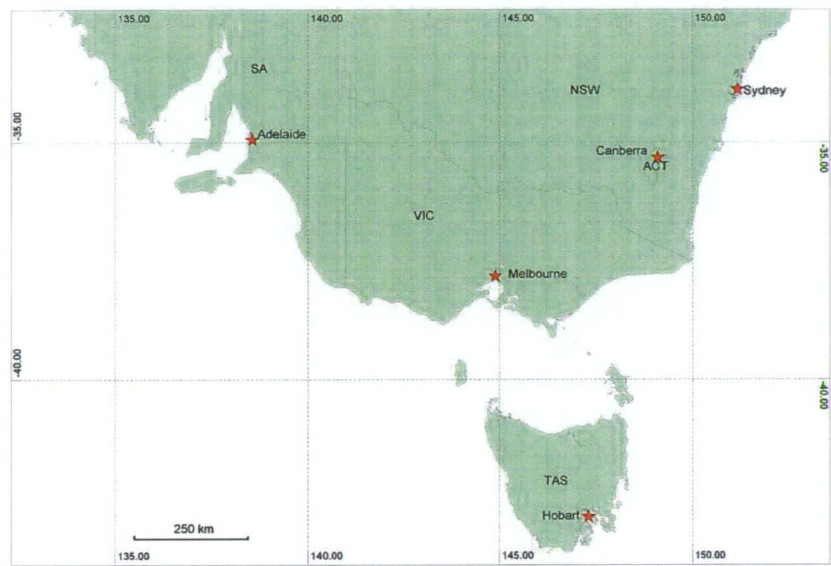 135.00
140.00
145.00
150.00
SA
NSW
Sydney
-35.00
Adelaide
Canberra
ACT
-35.00
VIC
Melbourne
-40.00
-40.00
TAS
Hobart
250 km
135.00
140.00
145.00
150.00